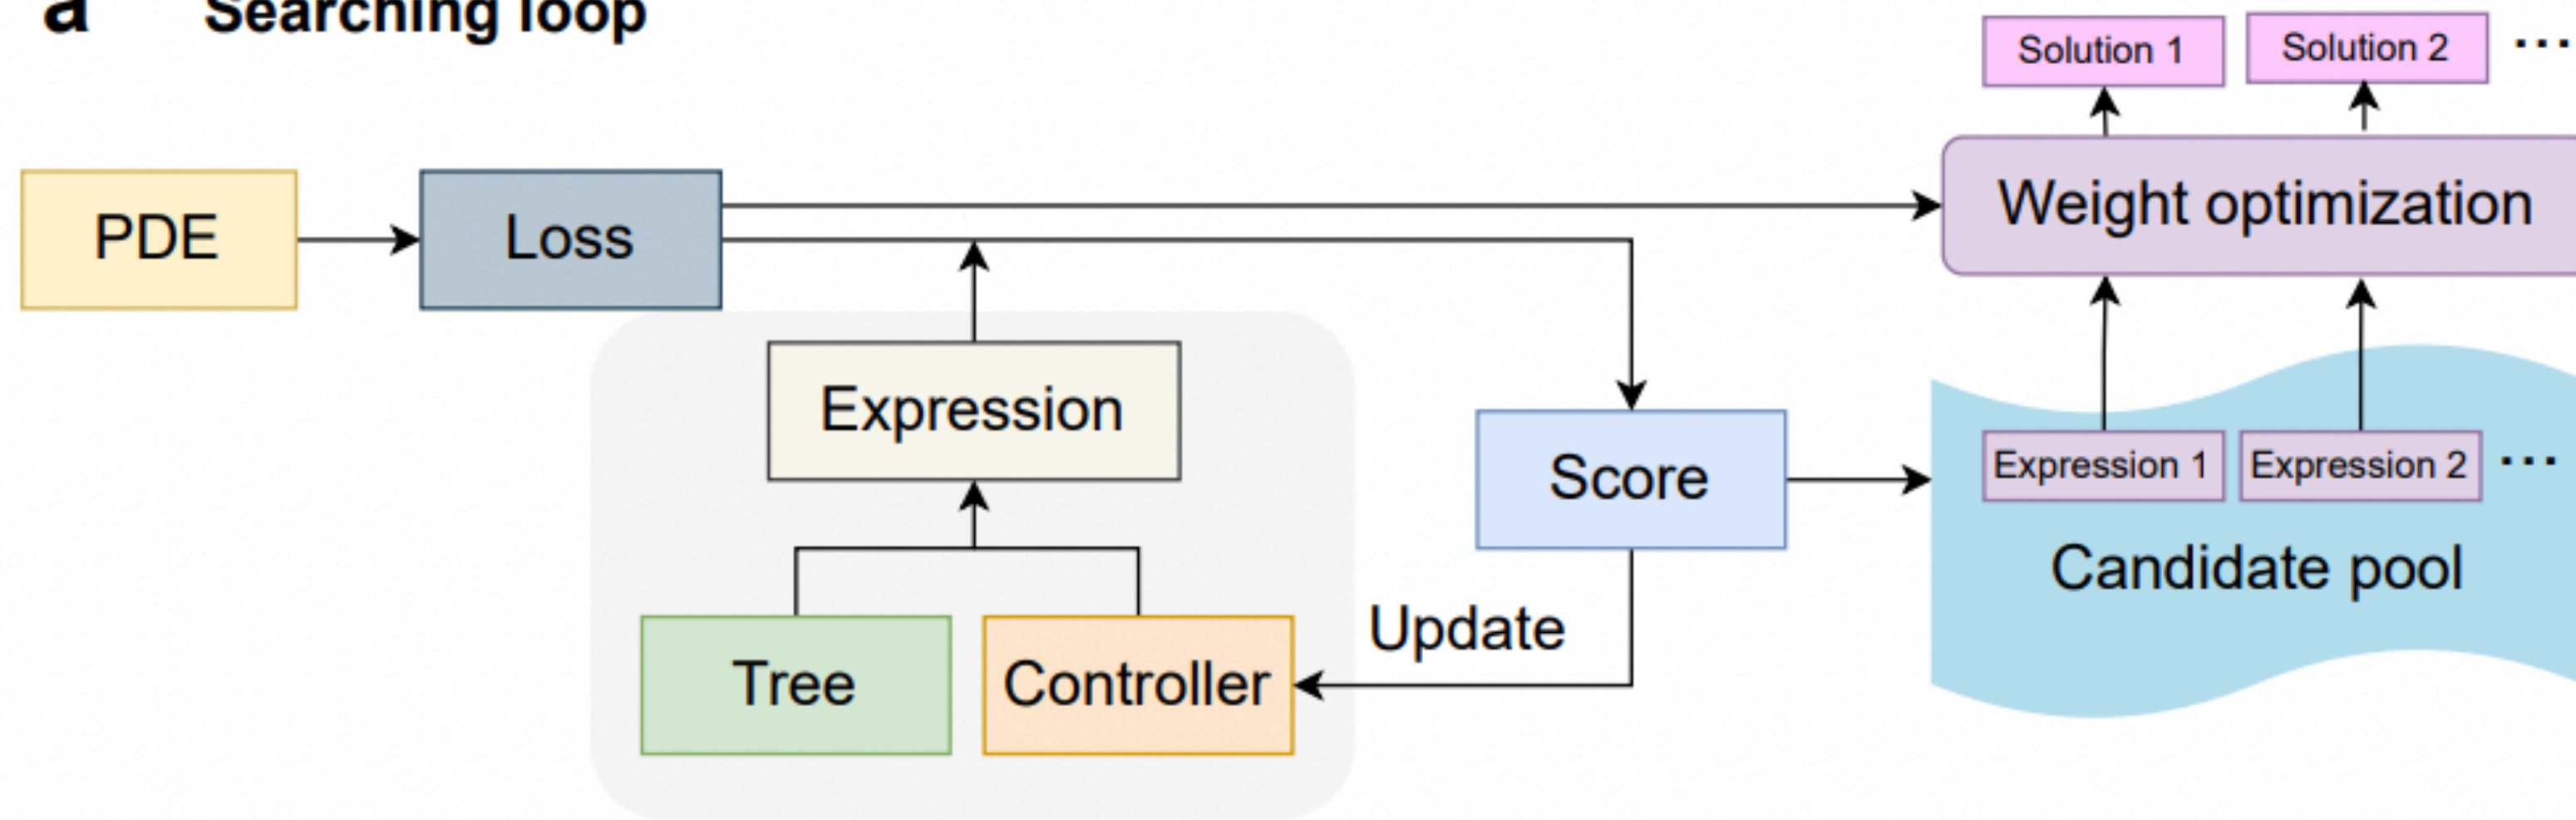 a Searching loop
Solution 1 Solution 2 ...
PDE Loss Weight optimization
Expression
Score Expression 1 Expression 2 ...
Candidate pool
Update
Tree Controller